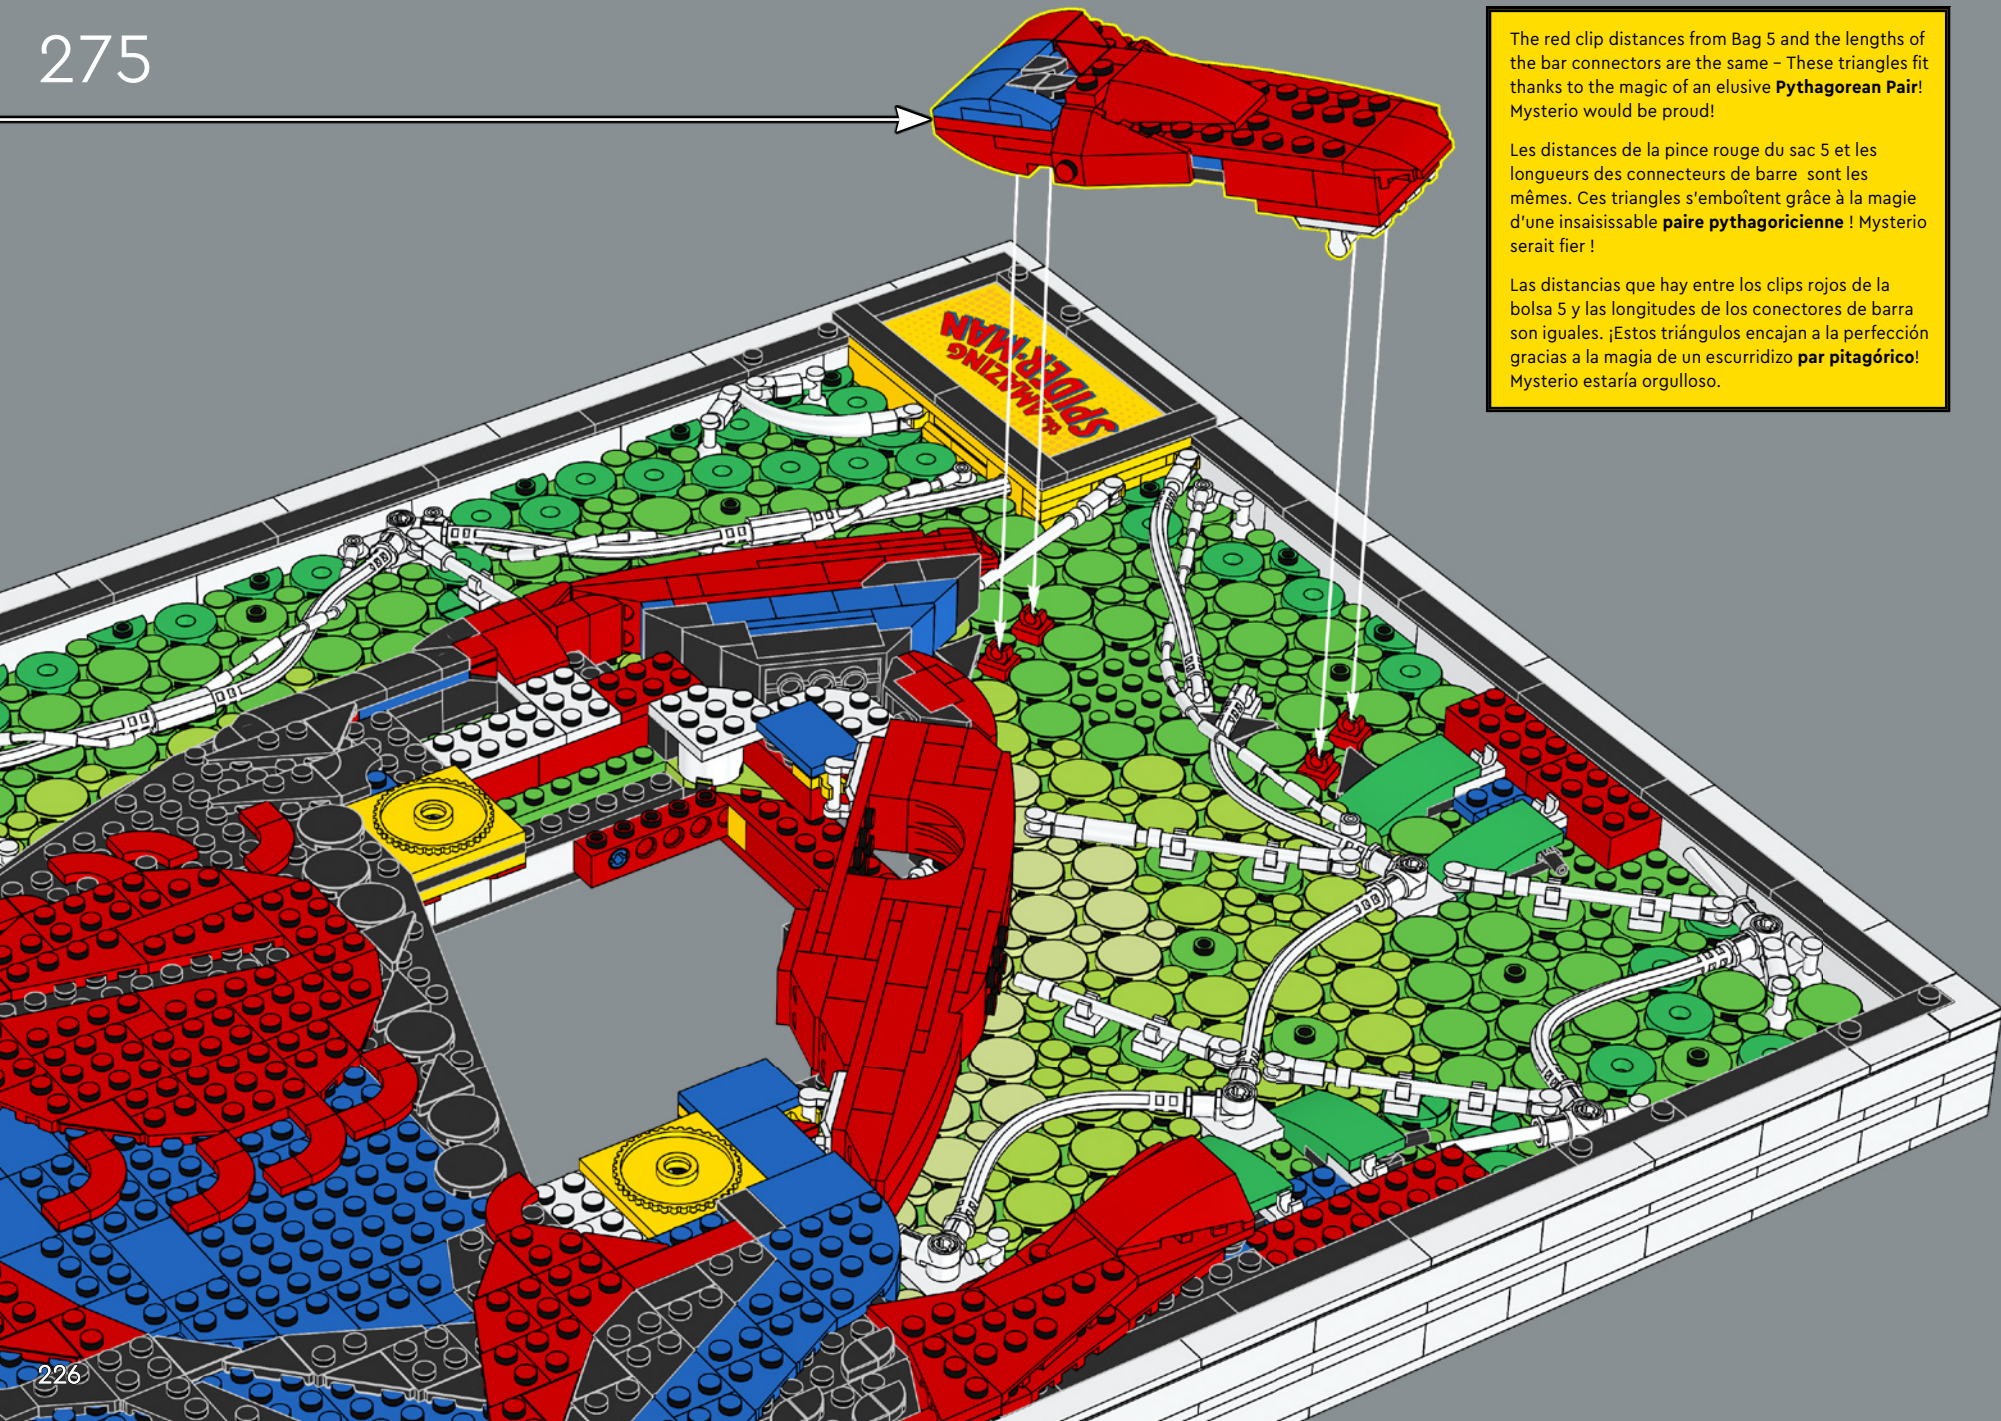 275
The red clip distances from Bag 5 and the lengths of
the bar connectors are the same – These triangles fit
thanks to the magic of an elusive Pythagorean Pair!
Mysterio would be proud!
Les distances de la pince rouge du sac 5 et les
longueurs des connecteurs de barre sont les
mêmes. Ces triangles s'emboîtent grâce à la magie
d'une insaisissable paire pythagoricienne ! Mysterio
serait fier !
Las distancias que hay entre los clips rojos de la
bolsa 5 y las longitudes de los conectores de barra
son iguales. ¡Estos triángulos encajan a la perfección
gracias a la magia de un escurridizo par pitagórico!
Mysterio estaría orgulloso.
the AMAZING
SPIDER-MAN
226